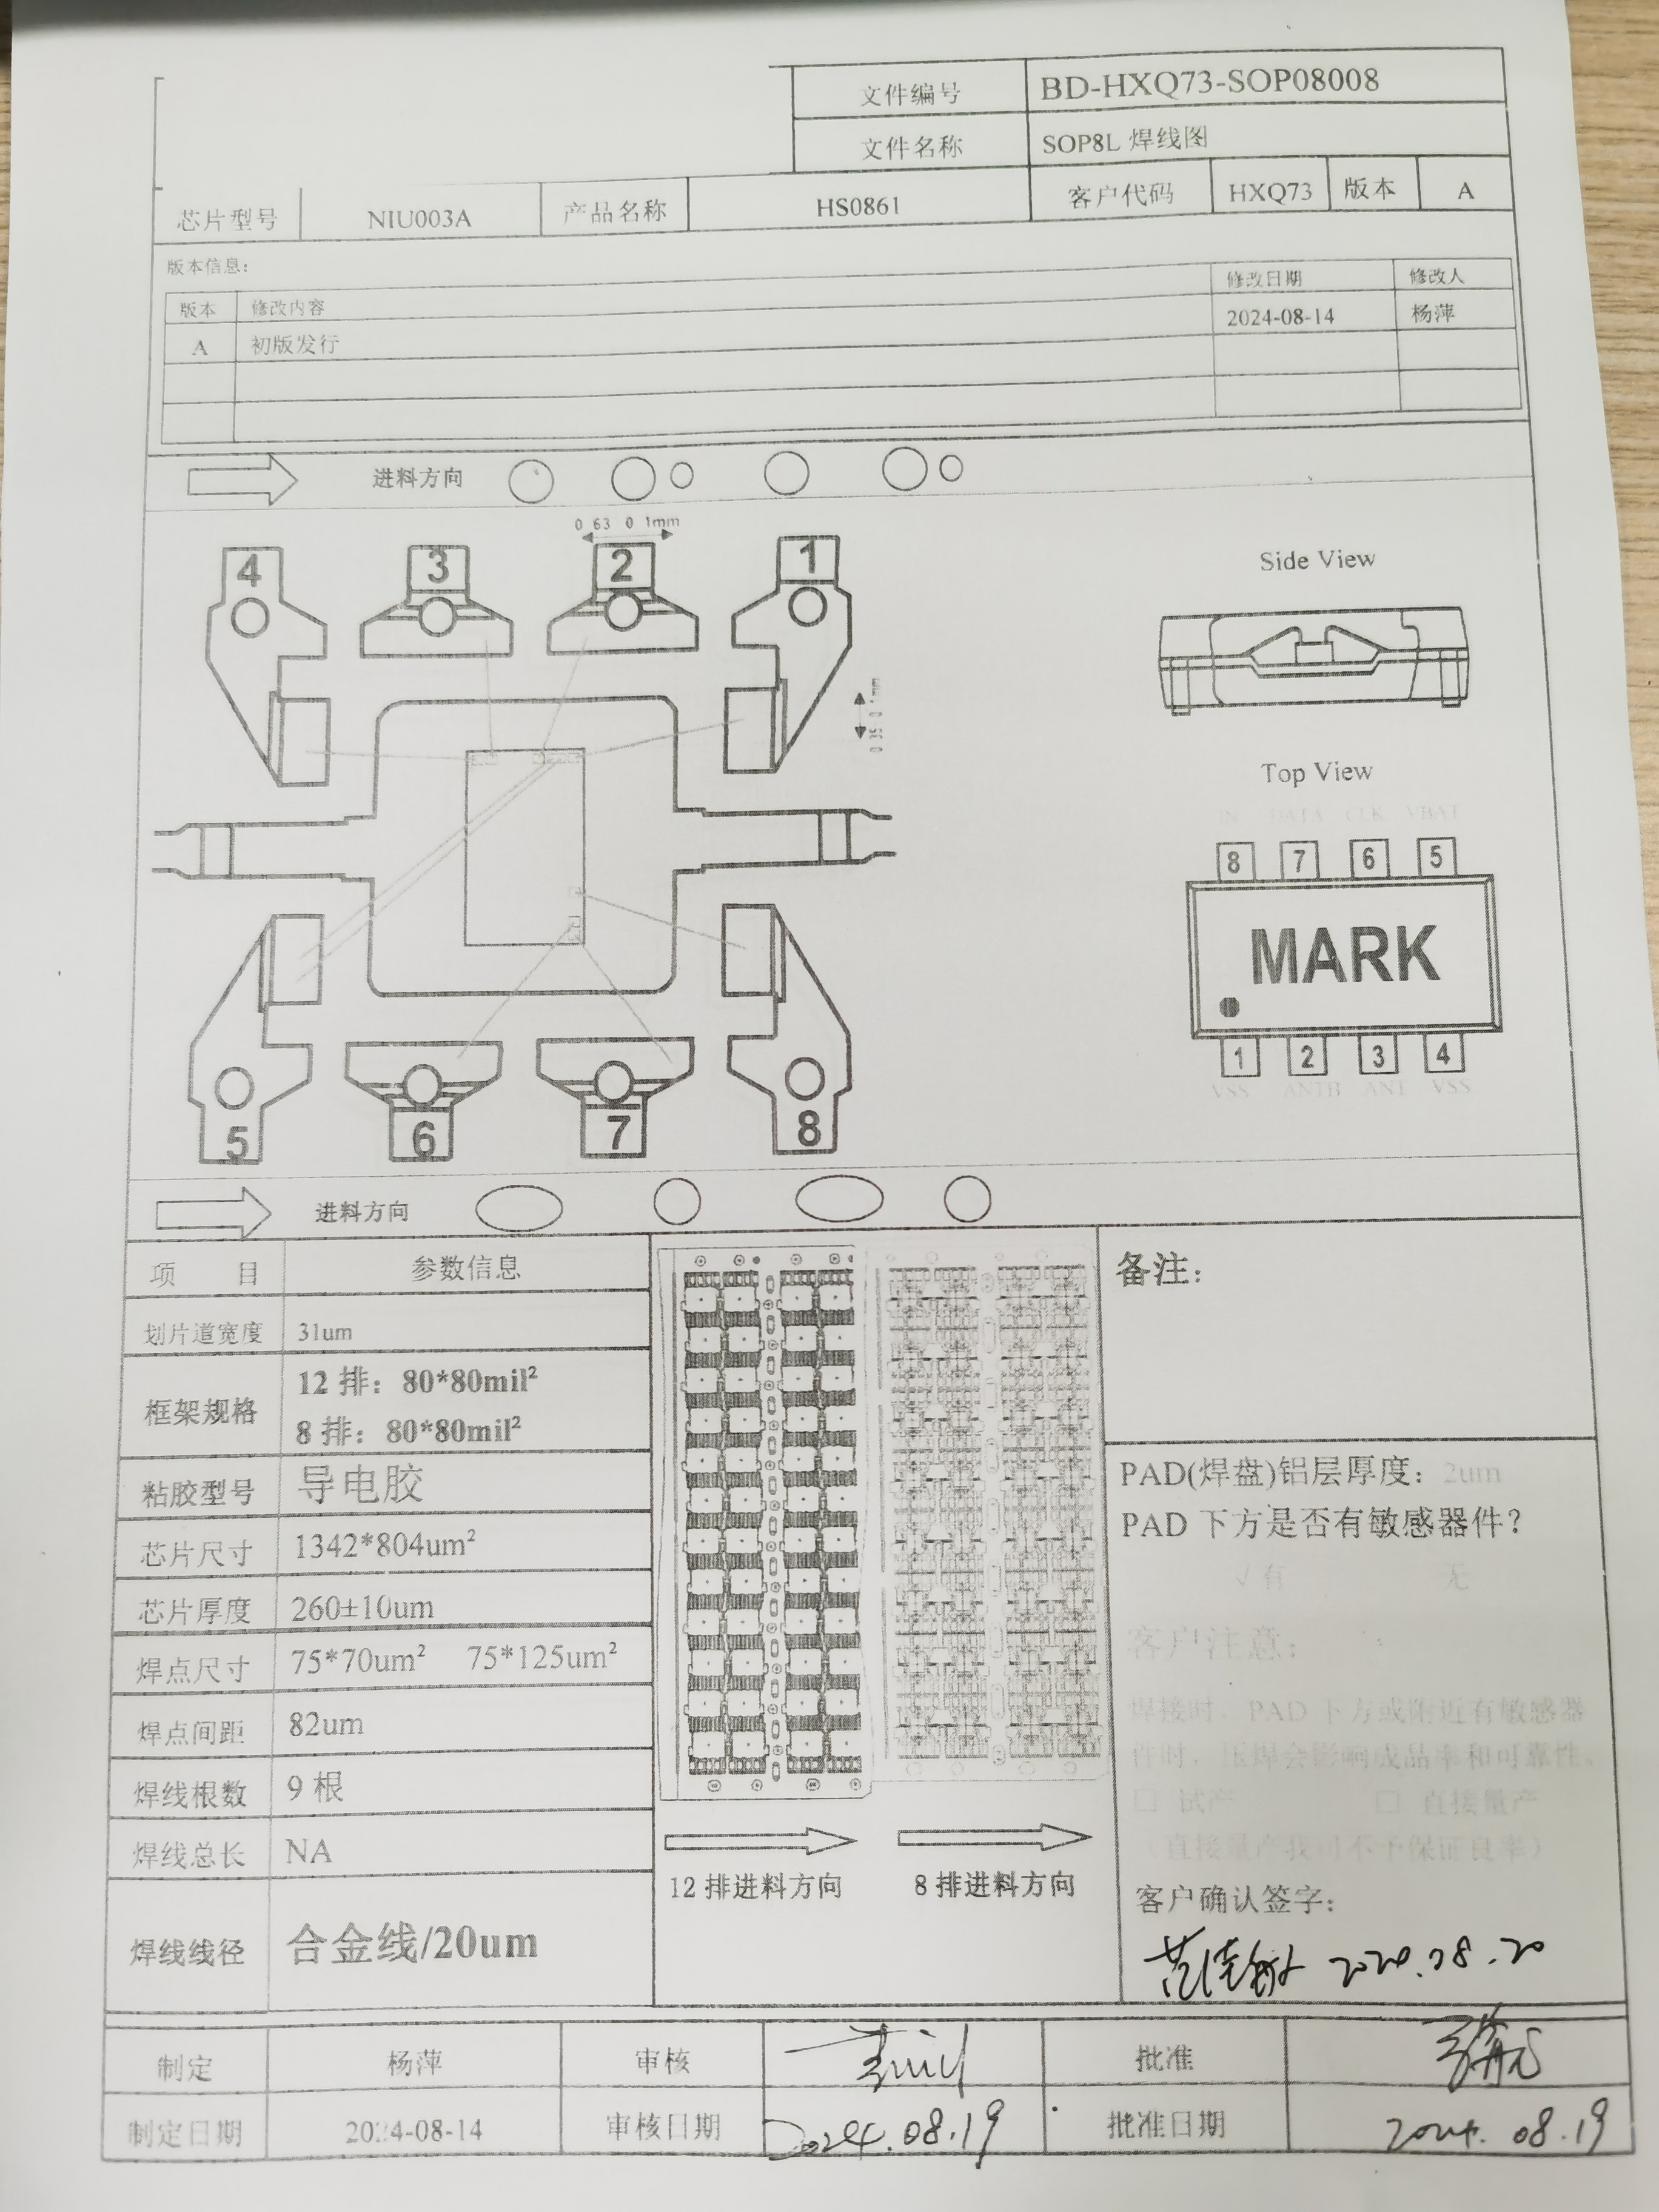 文件编号 BD-HXQ73-SOP08008
文件名称 SOP8L 焊线图
芯片型号 NIU003A 产品名称 HS0861 客户代码 HXQ73 版本 A
版本信息:
版本 修改内容 修改日期 修改人
A 初版发行 2024-08-14 杨萍
进料方向
0 63 0 1mm
4 3 2 1
0.35 0.1mm
5 6 7 8
Side View
Top View
IN DATA CLK VBAT
8 7 6 5
MARK
1 2 3 4
VSS ANTB ANT VSS
进料方向
项 目 参数信息
划片道宽度 31um
框架规格 12 排：80*80mil²
8 排：80*80mil²
粘胶型号 导电胶
芯片尺寸 1342*804um²
芯片厚度 260±10um
焊点尺寸 75*70um² 75*125um²
焊点间距 82um
焊线根数 9 根
焊线总长 NA
焊线线径 合金线/20um
12 排进料方向 8 排进料方向
备注:
PAD(焊盘)铝层厚度: 2um
PAD 下方是否有敏感器件?
√有 无
客户注意:
焊接时，PAD 下方或附近有敏感器
件时，压焊会影响成品率和可靠性。
□ 试产 □ 直接量产
（直接量产我司不予保证良率）
客户确认签字:
2020.08.20
制定 杨萍 审核 批准
制定日期 2024-08-14 审核日期 2024.08.19 批准日期 2024.08.19